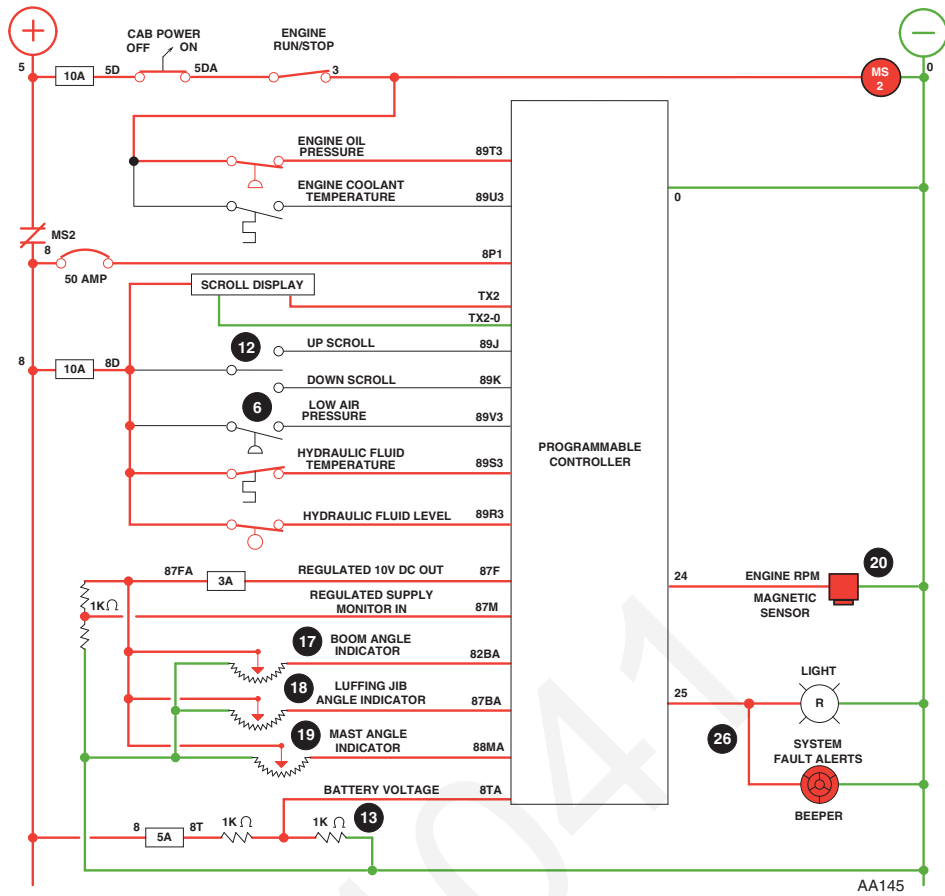 CAB POWER
OFF ON
ENGINE
RUN/STOP
5 10A 5D 5DA 3 MS 2 0
ENGINE OIL
PRESSURE 89T3
ENGINE COOLANT
TEMPERATURE 89U3
0
MS2
8 8P1
50 AMP
SCROLL DISPLAY
TX2
TX2-0
12 UP SCROLL 89J
8 10A 8D
DOWN SCROLL 89K
6 LOW AIR
PRESSURE 89V3
PROGRAMMABLE
CONTROLLER
HYDRAULIC FLUID
TEMPERATURE 89S3
HYDRAULIC FLUID LEVEL 89R3
87FA 3A REGULATED 10V DC OUT 87F
24 ENGINE RPM 20
MAGNETIC
SENSOR
1KΩ REGULATED SUPPLY
MONITOR IN 87M
17 BOOM ANGLE
INDICATOR 82BA
18 LUFFING JIB
ANGLE INDICATOR 87BA
25 LIGHT
R
19 MAST ANGLE
INDICATOR 88MA
26 SYSTEM
FAULT ALERTS
BEEPER
BATTERY VOLTAGE 8TA
8 5A 8T 1K Ω 1K Ω 13
1041
AA145